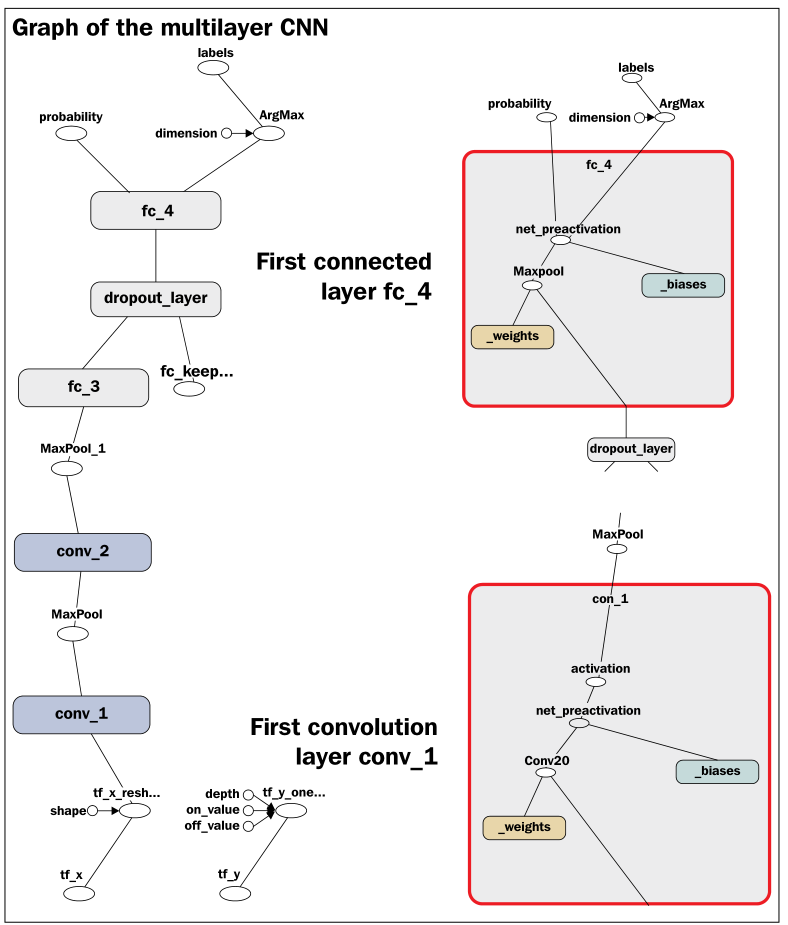 Graph of the multilayer CNN
labels
probability
ArgMax
dimension
fc_4
dropout_layer
fc_keep...
fc_3
MaxPool_1
conv_2
MaxPool
conv_1
tf_x_resh...
shape
tf_x
depth
tf_y_one...
on_value
off_value
tf_y
First connected
layer fc_4
labels
probability
ArgMax
dimension
fc_4
net_preactivation
Maxpool
_biases
_weights
dropout_layer
First convolution
layer conv_1
MaxPool
con_1
activation
net_preactivation
Conv20
_biases
_weights